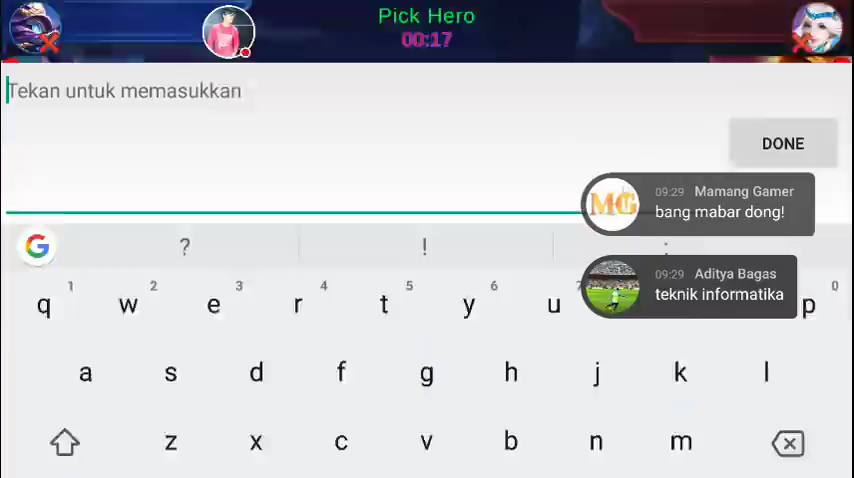 Pick Hero
00:17
Tekan untuk memasukkan
DONE
09:29 Mamang Gamer
bang mabar dong!
MG
G
? ! :
09:29 Aditya Bagas
teknik informatika
1 2 3 4 5 6 7 0
q w e r t y u p
a s d f g h j k l
z x c v b n m